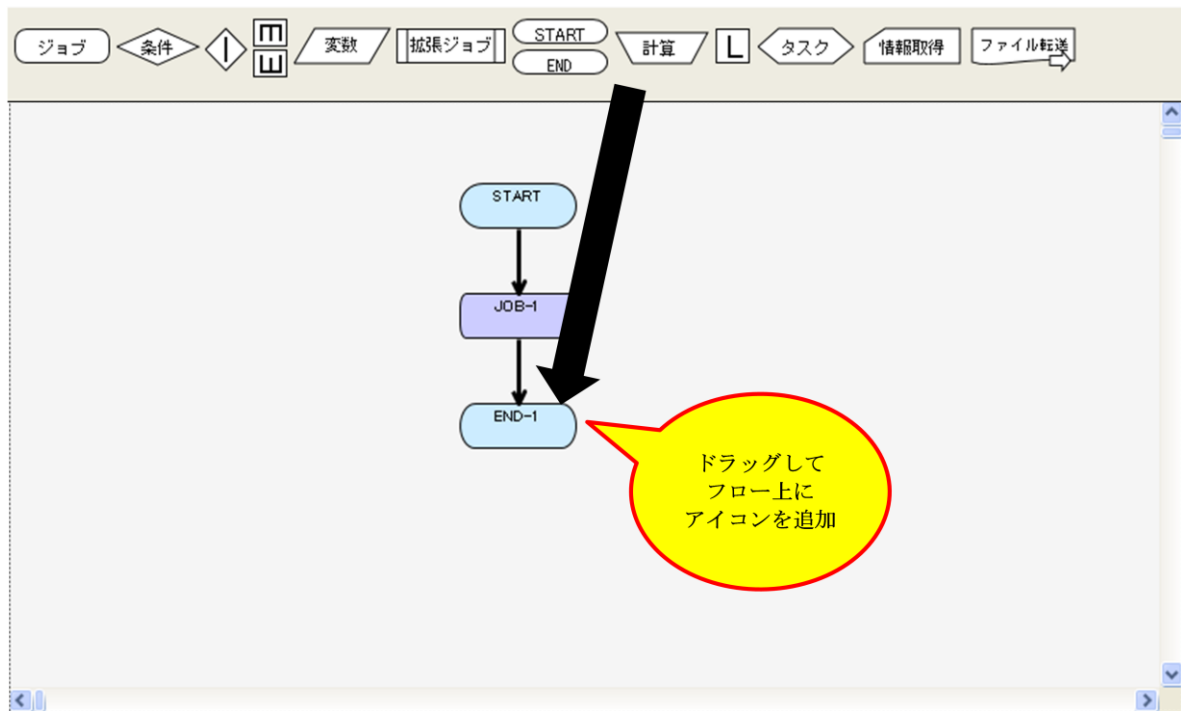 ジョブ
条件
変数
拡張ジョブ
START
END
計算
L
タスク
情報取得
ファイル転送
START
JOB-1
END-1
ドラッグして
フロー上に
アイコンを追加